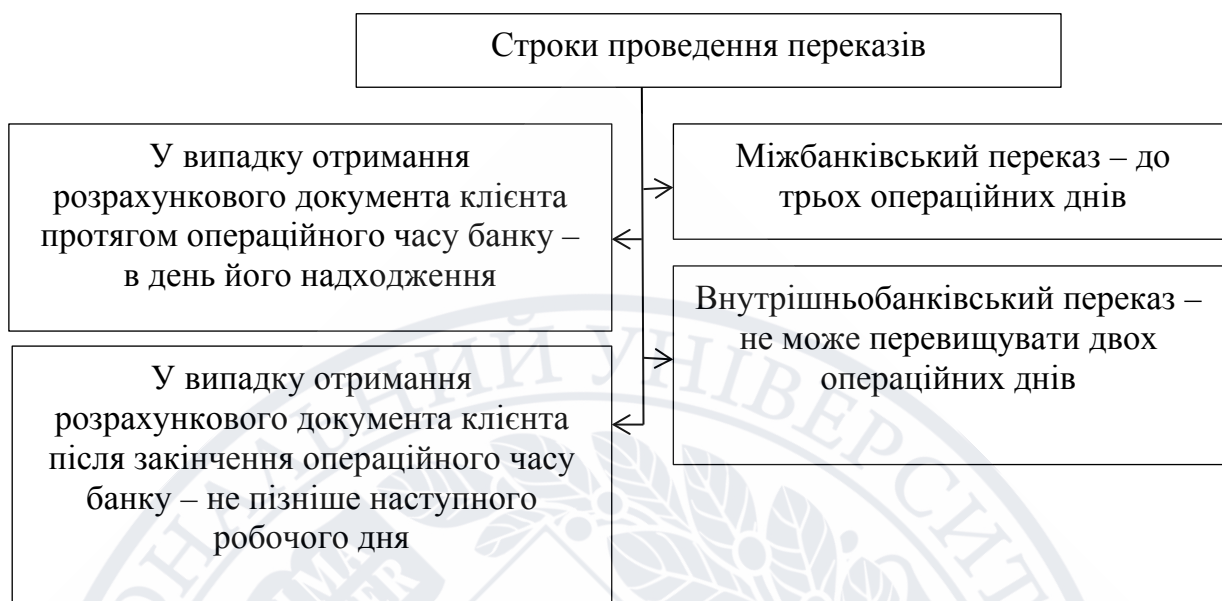 Строки проведення переказів
У випадку отримання
розрахункового документа клієнта
протягом операційного часу банку –
в день його надходження
Міжбанківський переказ – до
трьох операційних днів
Внутрішньобанківський переказ –
не може перевищувати двох
операційних днів
У випадку отримання
розрахункового документа клієнта
після закінчення операційного часу
банку – не пізніше наступного
робочого дня